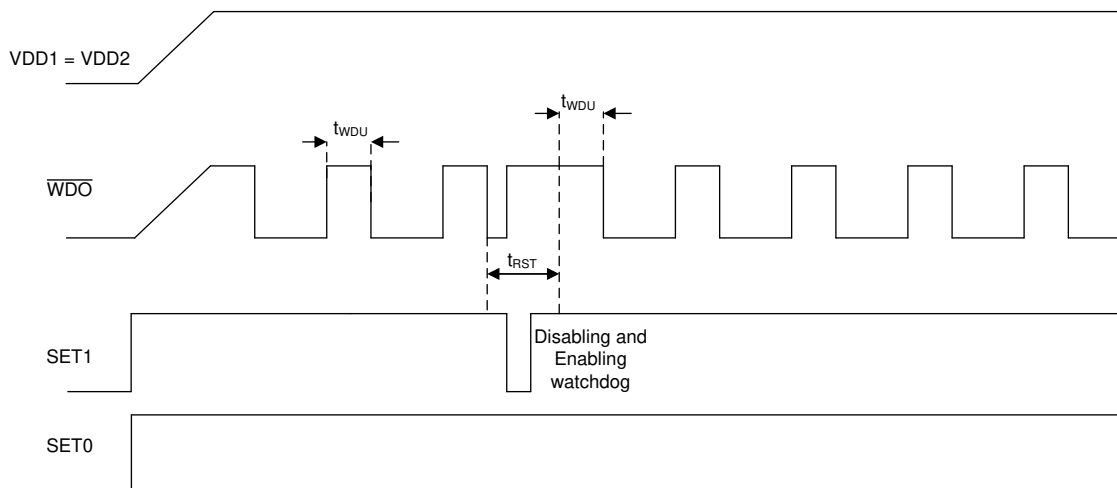 VDD1 = VDD2
tWDU
tWDU
WDO
tRST
SET1
Disabling and
Enabling
watchdog
SET0